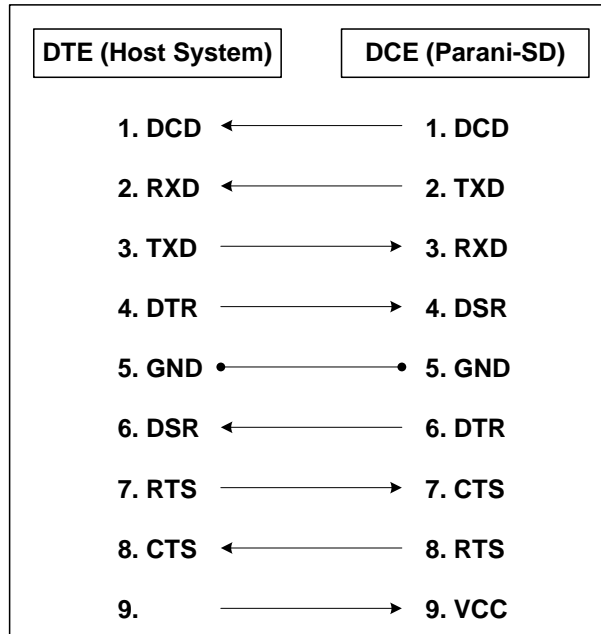 DTE (Host System) DCE (Parani-SD)
1. DCD 1. DCD
2. RXD 2. TXD
3. TXD 3. RXD
4. DTR 4. DSR
5. GND 5. GND
6. DSR 6. DTR
7. RTS 7. CTS
8. CTS 8. RTS
9. 9. VCC